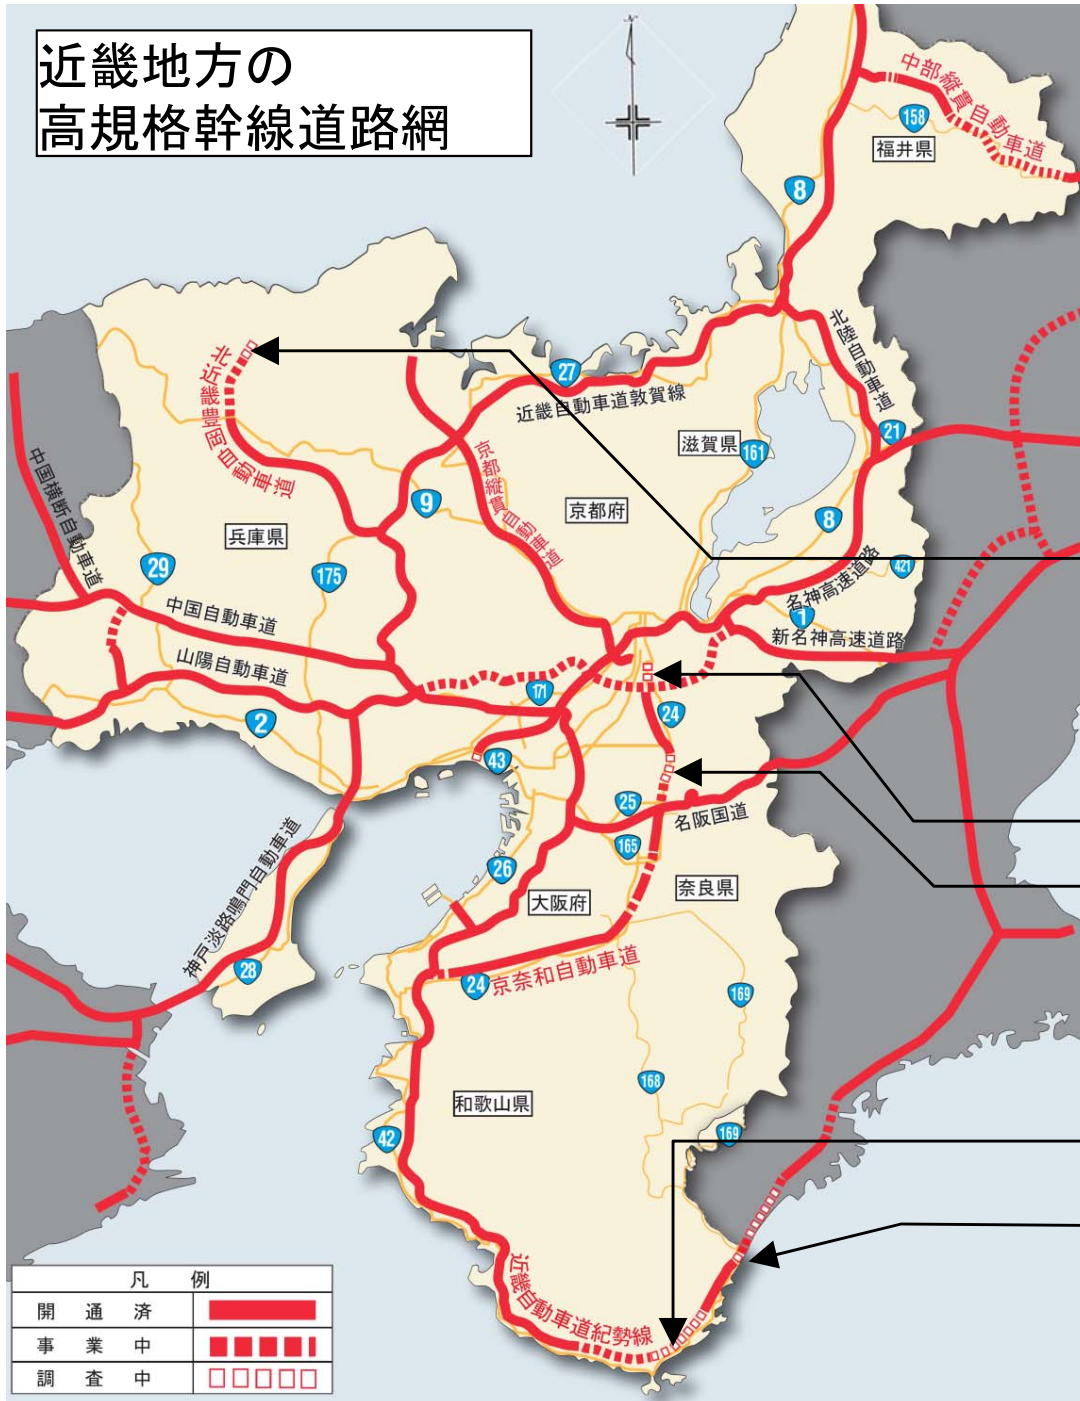 近畿地方の
高規格幹線道路網
中部縦貫自動車道
158
福井県
8
北陸自動車道
27
近畿自動車道敦賀線
21
滋賀県
161
北近畿豊岡自動車道
京都縦貫自動車道
中国横断自動車道
9
京都府
8
兵庫県
29
175
421
名神高速道路
1
新名神高速道路
中国自動車道
山陽自動車道
171
2
24
43
25
名阪国道
165
26
神戸淡路鳴門自動車道
大阪府
奈良県
28
24
京奈和自動車道
169
168
和歌山県
42
169
近畿自動車道紀勢線
凡 例
開 通 済
事 業 中
調 査 中